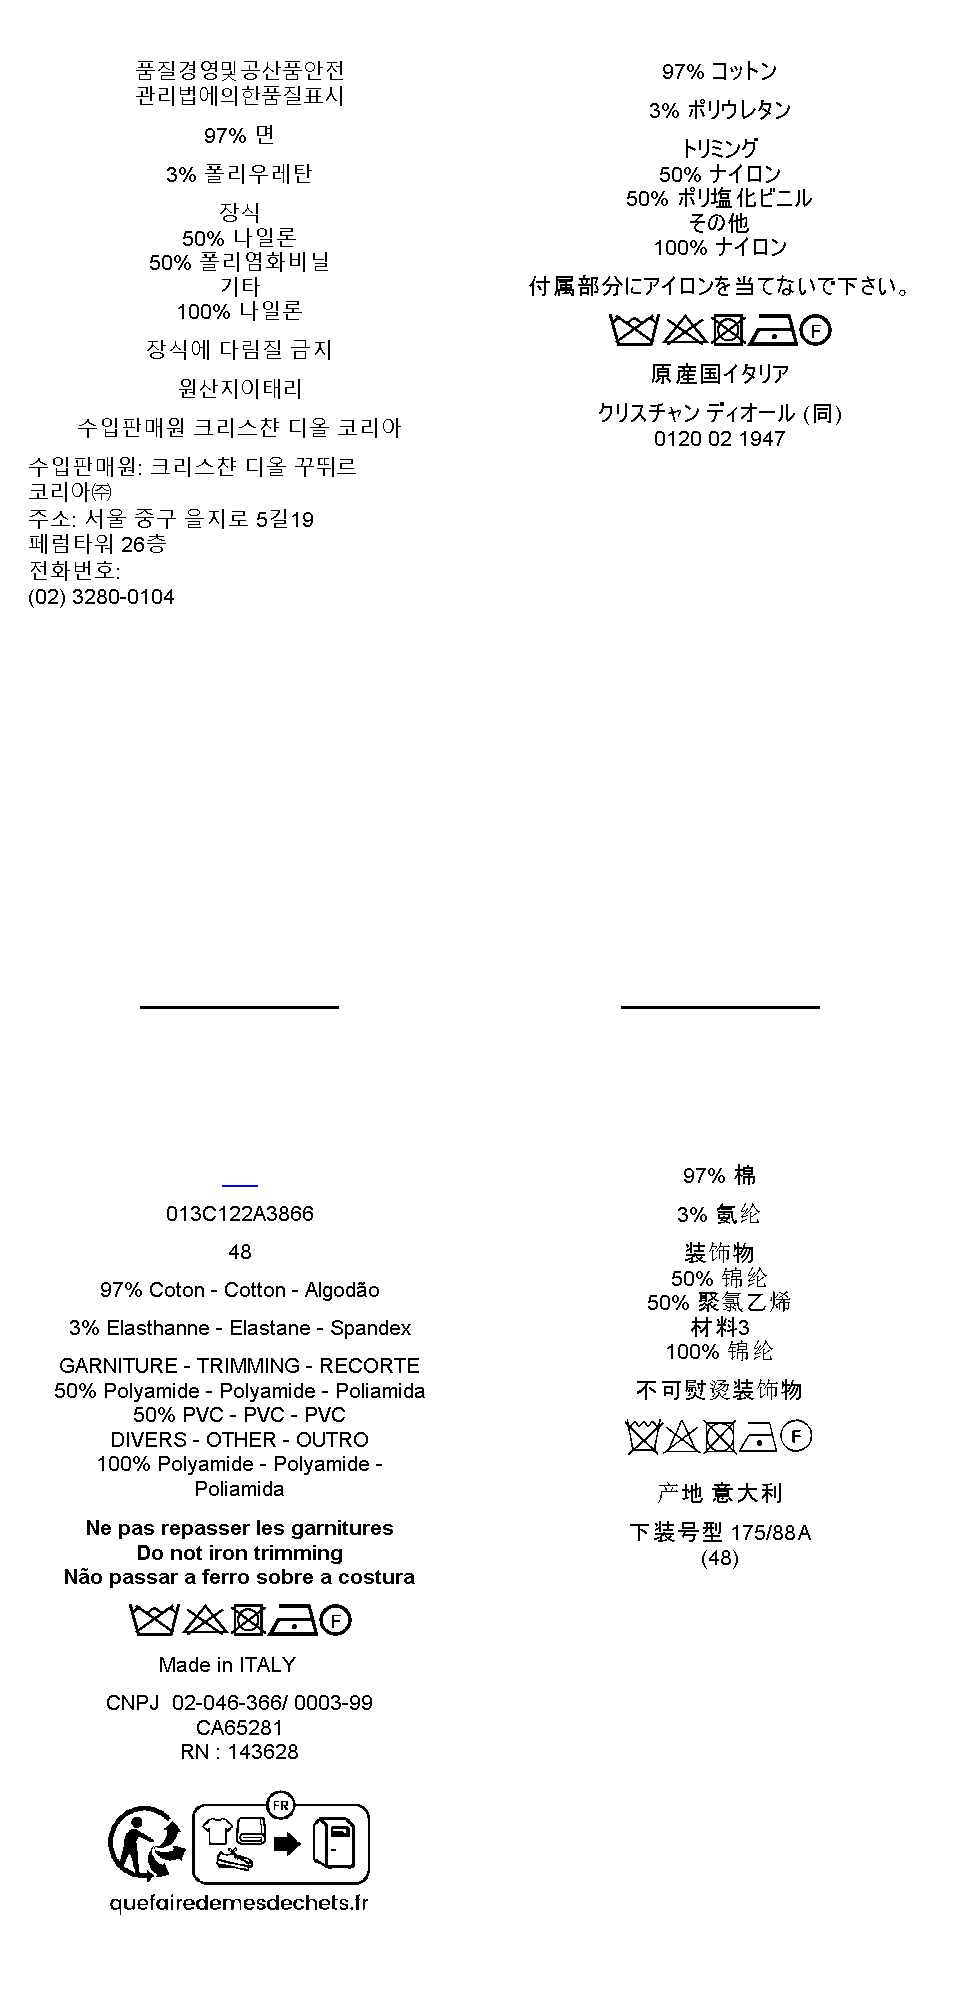 품질경영및공산품안전
관리법에의한품질표시
97% 면
3% 폴리우레탄
장식
50% 나일론
50% 폴리염화비닐
기타
100% 나일론
장식에 다림질 금지
원산지이태리
수입판매원 크리스챤 디올 코리아
수입판매원: 크리스챤 디올 꾸뛰르
코리아㈜
주소: 서울 중구 을지로 5길19
페럼타워 26층
전화번호:
(02) 3280-0104
97% コットン
3% ポリウレタン
トリミング
50% ナイロン
50% ポリ塩化ビニル
その他
100% ナイロン
付属部分にアイロンを当てないで下さい。
F
原産国イタリア
クリスチャン ディオール (同)
0120 02 1947
013C122A3866
48
97% Coton - Cotton - Algodão
3% Elasthanne - Elastane - Spandex
GARNITURE - TRIMMING - RECORTE
50% Polyamide - Polyamide - Poliamida
50% PVC - PVC - PVC
DIVERS - OTHER - OUTRO
100% Polyamide - Polyamide -
Poliamida
Ne pas repasser les garnitures
Do not iron trimming
Não passar a ferro sobre a costura
F
Made in ITALY
CNPJ  02-046-366/ 0003-99
CA65281
RN : 143628
FR
quefairedemesdechets.fr
97% 棉
3% 氨纶
装饰物
50% 锦纶
50% 聚氯乙烯
材料3
100% 锦纶
不可熨烫装饰物
F
产地 意大利
下装号型 175/88A
(48)